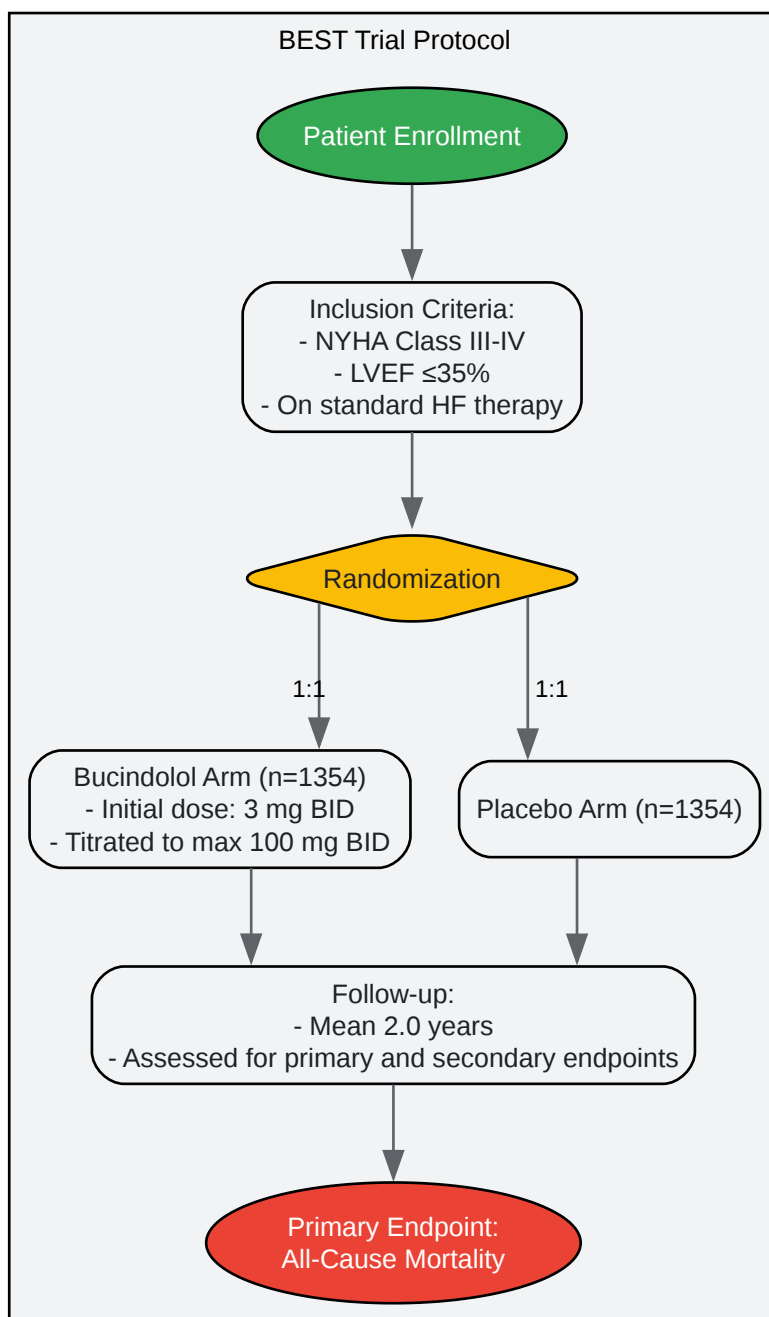 BEST Trial Protocol
Patient Enrollment
Inclusion Criteria:
- NYHA Class III-IV
- LVEF ≤35%
- On standard HF therapy
Randomization
1:1
1:1
Bucindolol Arm (n=1354)
- Initial dose: 3 mg BID
- Titrated to max 100 mg BID
Placebo Arm (n=1354)
Follow-up:
- Mean 2.0 years
- Assessed for primary and secondary endpoints
Primary Endpoint:
All-Cause Mortality